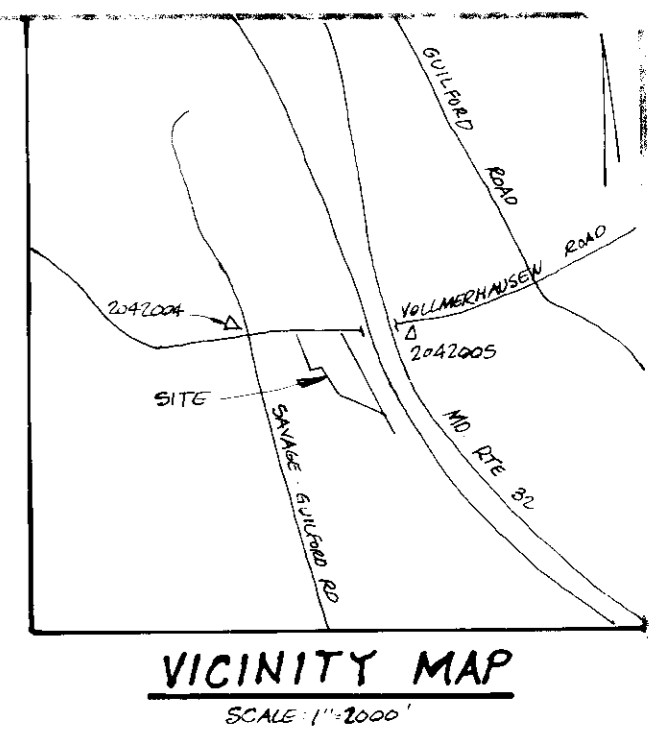 GUILFORD ROAD
VOLLMERHAUSEN ROAD
2042004
2042005
SITE
SAVAGE - GUILFORD RD
MD. RTE 32
VICINITY MAP
SCALE: 1"=2000'